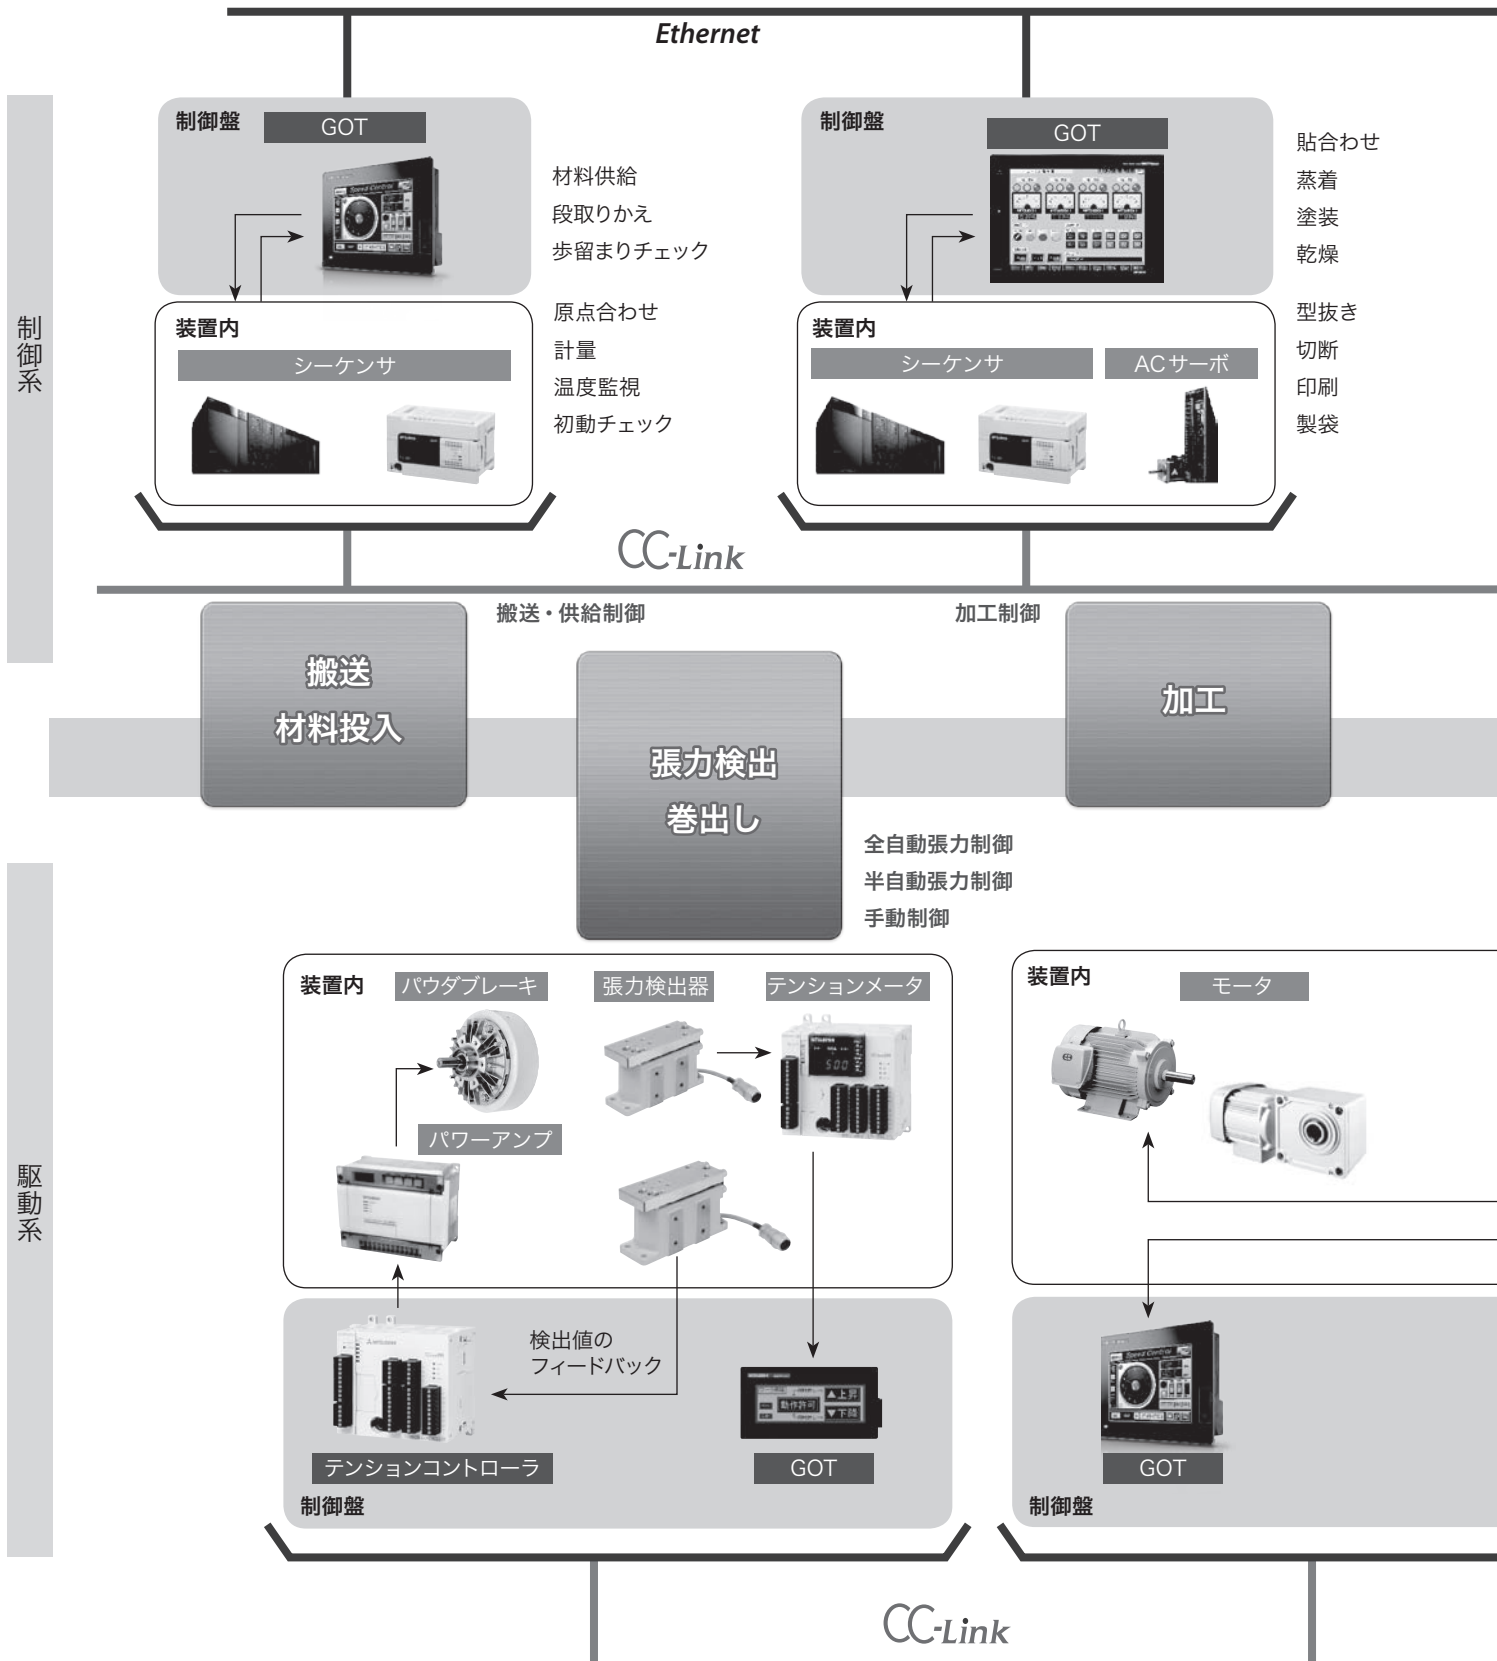 Ethernet
制御系
制御盤
GOT
材料供給
段取りかえ
歩留まりチェック
装置内
シーケンサ
原点合わせ
計量
温度監視
初動チェック
制御盤
GOT
貼合わせ
蒸着
塗装
乾燥
装置内
シーケンサ
ACサーボ
型抜き
切断
印刷
製袋
CC-Link
搬送・供給制御
加工制御
搬送
材料投入
張力検出
巻出し
加工
全自動張力制御
半自動張力制御
手動制御
駆動系
装置内
パウダブレーキ
張力検出器
テンションメータ
500
パワーアンプ
検出値の
フィードバック
動作許可
▲上昇
▼下降
テンションコントローラ
GOT
制御盤
装置内
モータ
Speed Control
GOT
制御盤
CC-Link